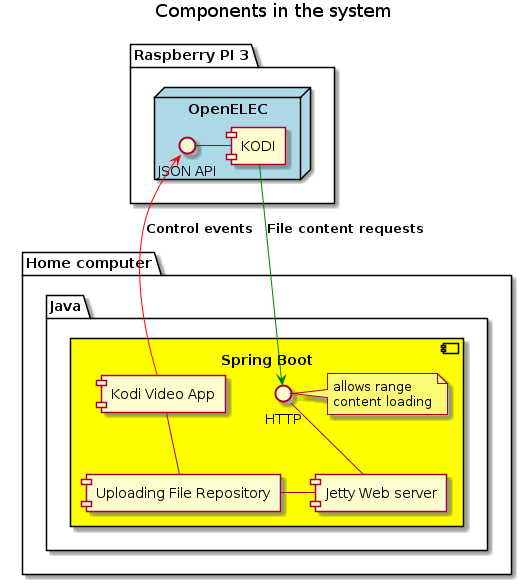 Components in the system
Raspberry PI 3
OpenELEC
KODI
JSON API
Control events
File content requests
Home computer
Java
Spring Boot
Kodi Video App
allows range
content loading
HTTP
Uploading File Repository
Jetty Web server